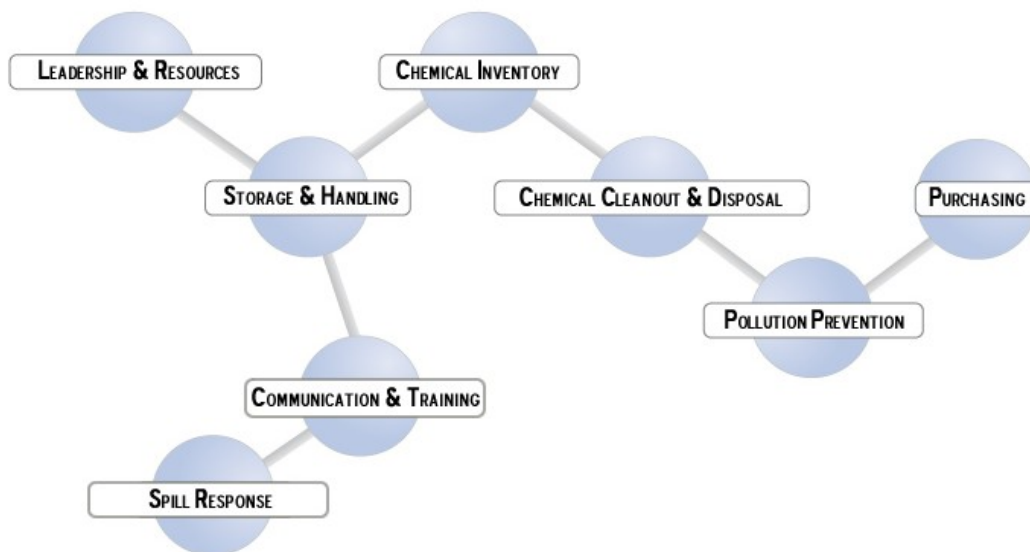 LEADERSHIP & RESOURCES
CHEMICAL INVENTORY
STORAGE & HANDLING
CHEMICAL CLEANOUT & DISPOSAL
PURCHASING
POLLUTION PREVENTION
COMMUNICATION & TRAINING
SPILL RESPONSE